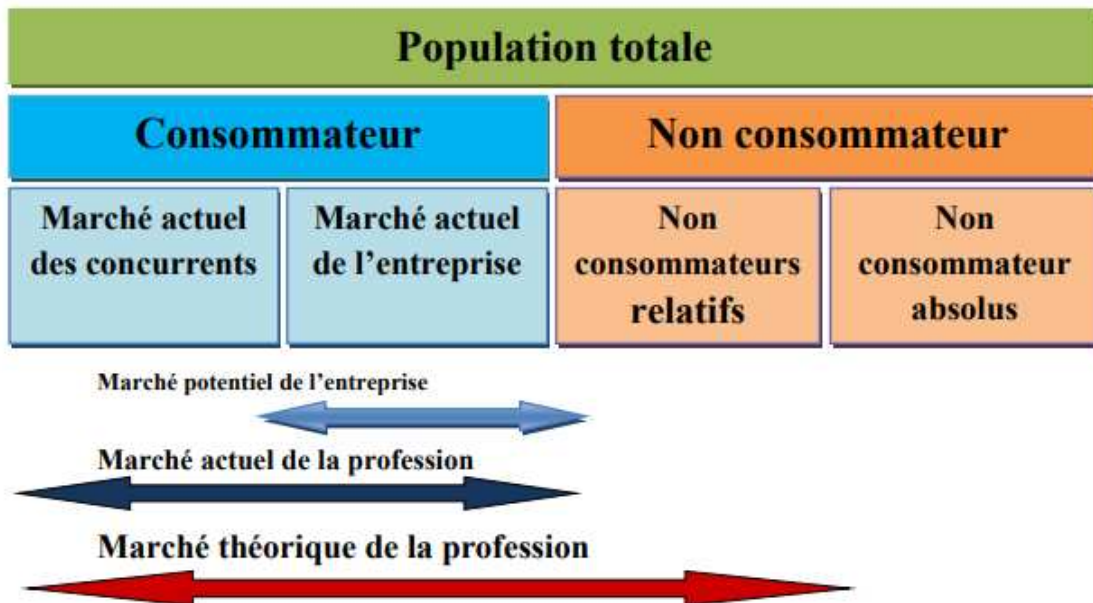 Population totale
Consommateur
Non consommateur
Marché actuel
des concurrents
Marché actuel
de l'entreprise
Non
consommateurs
relatifs
Non
consommateur
absolus
Marché potentiel de l'entreprise
Marché actuel de la profession
Marché théorique de la profession